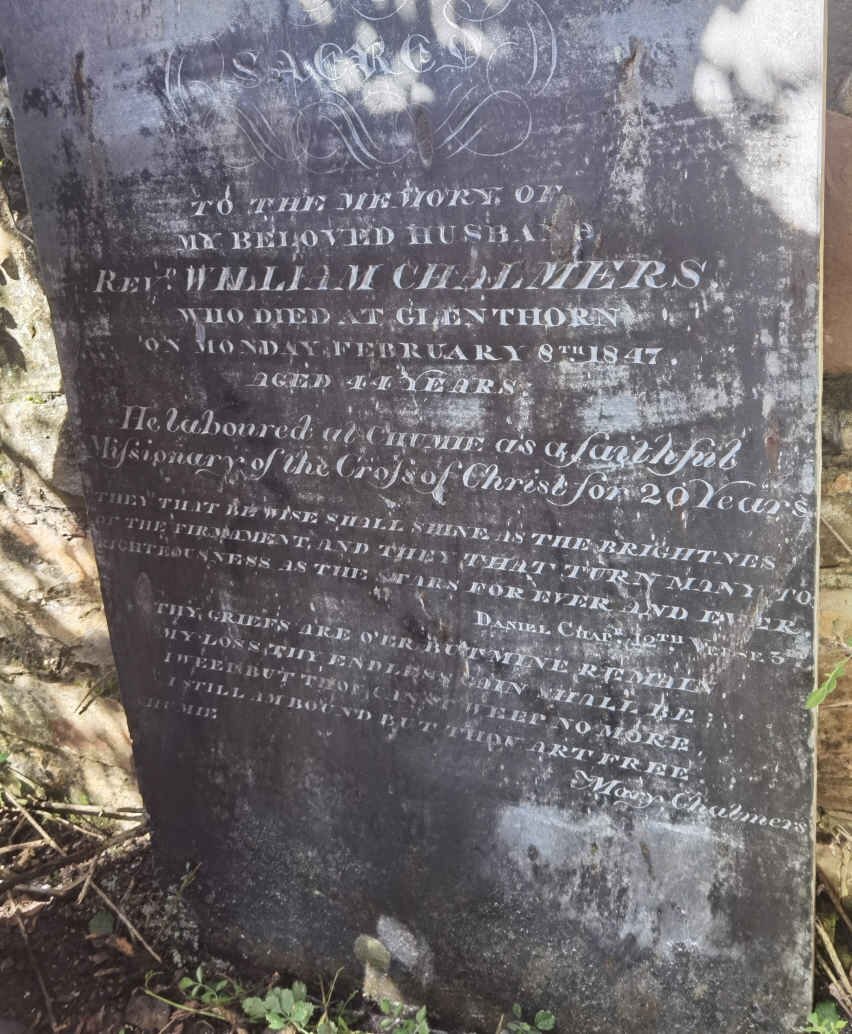 SACRED
TO THE MEMORY OF
MY BELOVED HUSBAND
REVD. WILLIAM CHALMERS.
WHO DIED AT GLENTHORN
ON MONDAY FEBRUARY 8TH 1847.
AGED 44 YEARS.
He laboured at CHUMIE as a faithful
Missionary of the Cross of Christ for 20 Years
THEY THAT BE WISE SHALL SHINE AS THE BRIGHTNES
OF THE FIRMAMENT, AND THEY THAT TURN MANY TO
RIGHTEOUSNESS AS THE STARS FOR EVER AND EVER.
DANIEL CHAPR. 12TH VERSE 3
THY GRIEFS ARE O'ER BUT MINE REMAIN
MY LOSS THY ENDLESS GAIN SHALL BE;
I WEEP BUT THOU CANST WEEP NO MORE
I STILL AM BOUND BUT THOU ART FREE
CHUMIE
Mary Chalmers